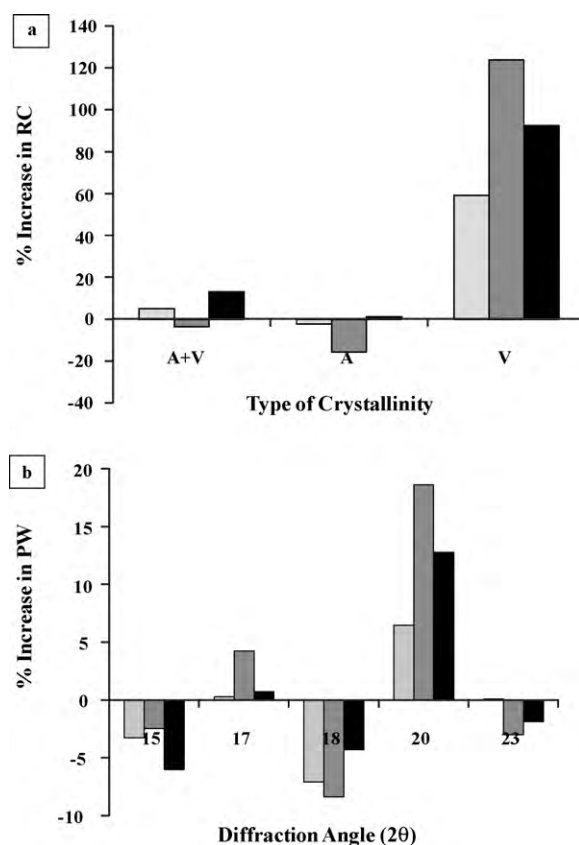 a
140
120
100
80
60
40
20
0
-20
-40
% Increase in RC
A+V A V
Type of Crystallinity
b
20
15
10
5
0
-5
-10
% Increase in PW
15 17 18 20 23
Diffraction Angle (2θ)